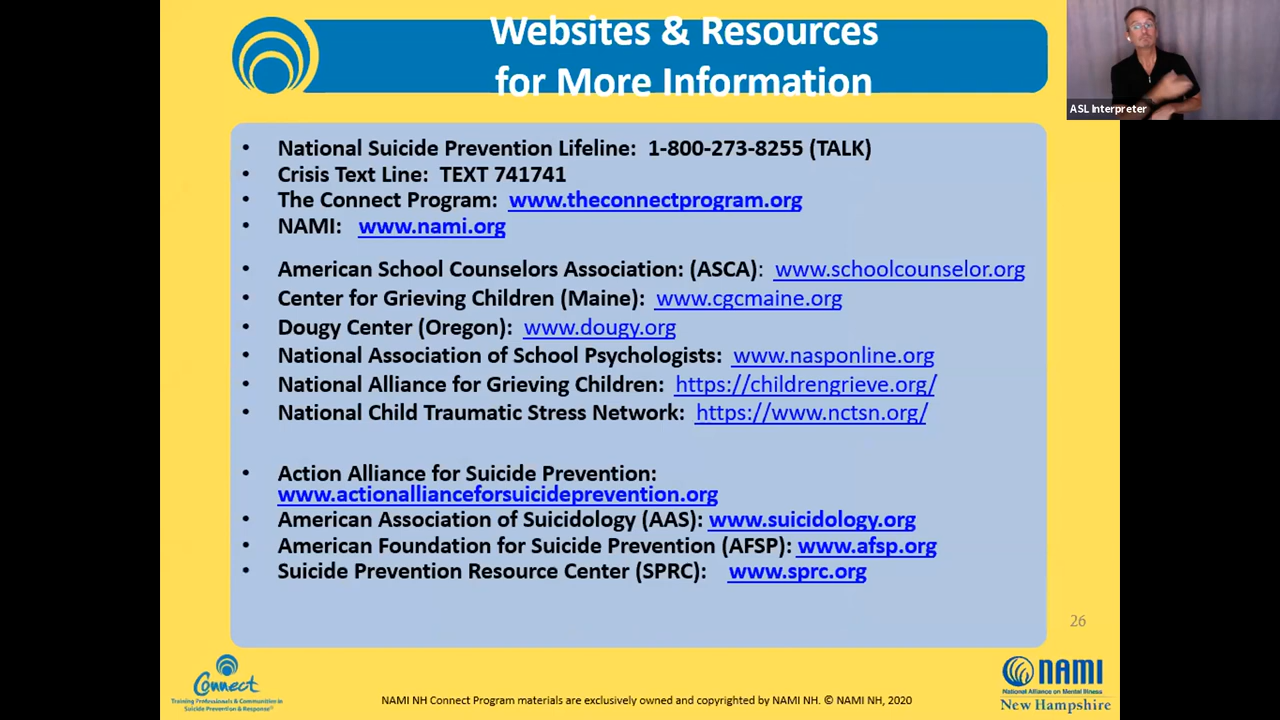 Websites & Resources
for More Information
ASL Interpreter
• National Suicide Prevention Lifeline: 1-800-273-8255 (TALK)
• Crisis Text Line: TEXT 741741
• The Connect Program: www.theconnectprogram.org
• NAMI: www.nami.org
• American School Counselors Association: (ASCA): www.schoolcounselor.org
• Center for Grieving Children (Maine): www.cgcmaine.org
• Dougy Center (Oregon): www.dougy.org
• National Association of School Psychologists: www.nasponline.org
• National Alliance for Grieving Children: https://childrengrieve.org/
• National Child Traumatic Stress Network: https://www.nctsn.org/
• Action Alliance for Suicide Prevention:
www.actionallianceforsuicideprevention.org
• American Association of Suicidology (AAS): www.suicidology.org
• American Foundation for Suicide Prevention (AFSP): www.afsp.org
• Suicide Prevention Resource Center (SPRC): www.sprc.org
26
Connect
Training Professionals & Communities in
Suicide Prevention & Response®
NAMI NH Connect Program materials are exclusively owned and copyrighted by NAMI NH. © NAMI NH, 2020
NAMI
National Alliance on Mental Illness
New Hampshire